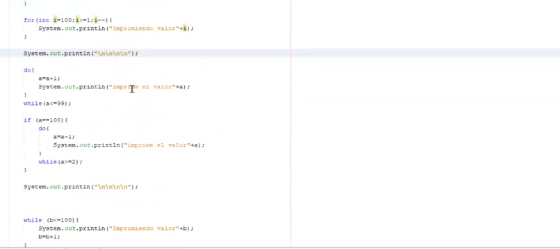 }
for(int i=100;i>=1;i--){
System.out.println("Imprimiendo valor"+i);
}
System.out.println("\n\n\n\n");
do{
a=a+1;
System.out.println("imprime el valor"+a);
}
while(a<=99);
if (a==100){
do{
a=a-1;
System.out.println("imprime el valor"+a);
}
while(a>=2);
}
System.out.println("\n\n\n\n");
while (b<=100){
System.out.println("Imprimiendo valor"+b);
b=b+1;
}